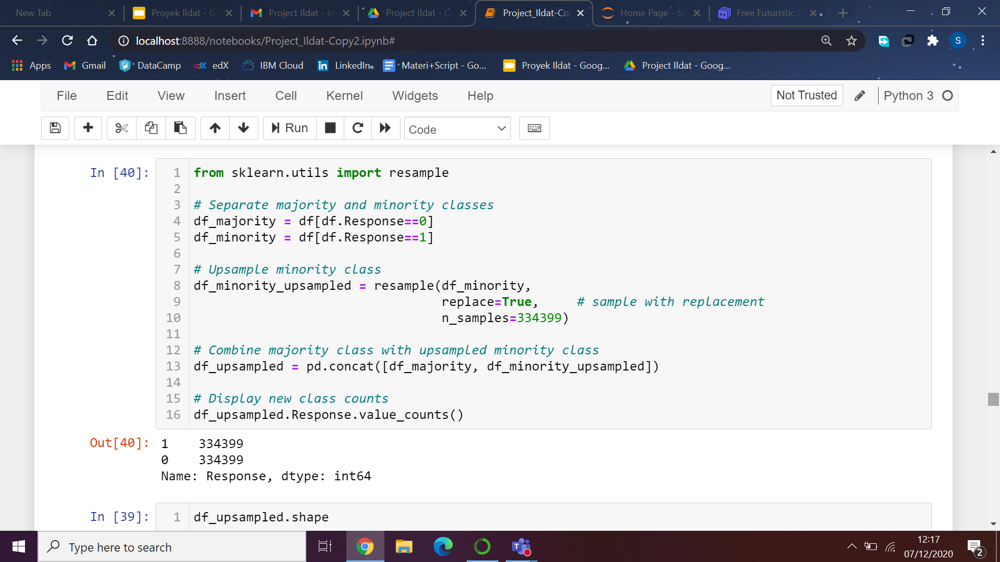 New Tab
Proyek Ildat - Go
Project Ildat - In
Project Ildat - G
Project_Ildat-Co
Home Page - Se
Free Futuristic G
localhost:8888/notebooks/Project_Ildat-Copy2.ipynb#
S
Apps
Gmail
DataCamp
edX
edX
IBM Cloud
in
LinkedIn
Materi+Script - Go...
Proyek Ildat - Goog...
Project Ildat - Goog...
File
Edit
View
Insert
Cell
Kernel
Widgets
Help
Not Trusted
Python 3
Run
Code
In [40]:
1 from sklearn.utils import resample
2
3 # Separate majority and minority classes
4 df_majority = df[df.Response==0]
5 df_minority = df[df.Response==1]
6
7 # Upsample minority class
8 df_minority_upsampled = resample(df_minority,
9 replace=True, # sample with replacement
10 n_samples=334399)
11
12 # Combine majority class with upsampled minority class
13 df_upsampled = pd.concat([df_majority, df_minority_upsampled])
14
15 # Display new class counts
16 df_upsampled.Response.value_counts()
Out[40]:
1 334399
0 334399
Name: Response, dtype: int64
In [39]:
1 df_upsampled.shape
Type here to search
T
12:17
07/12/2020
2